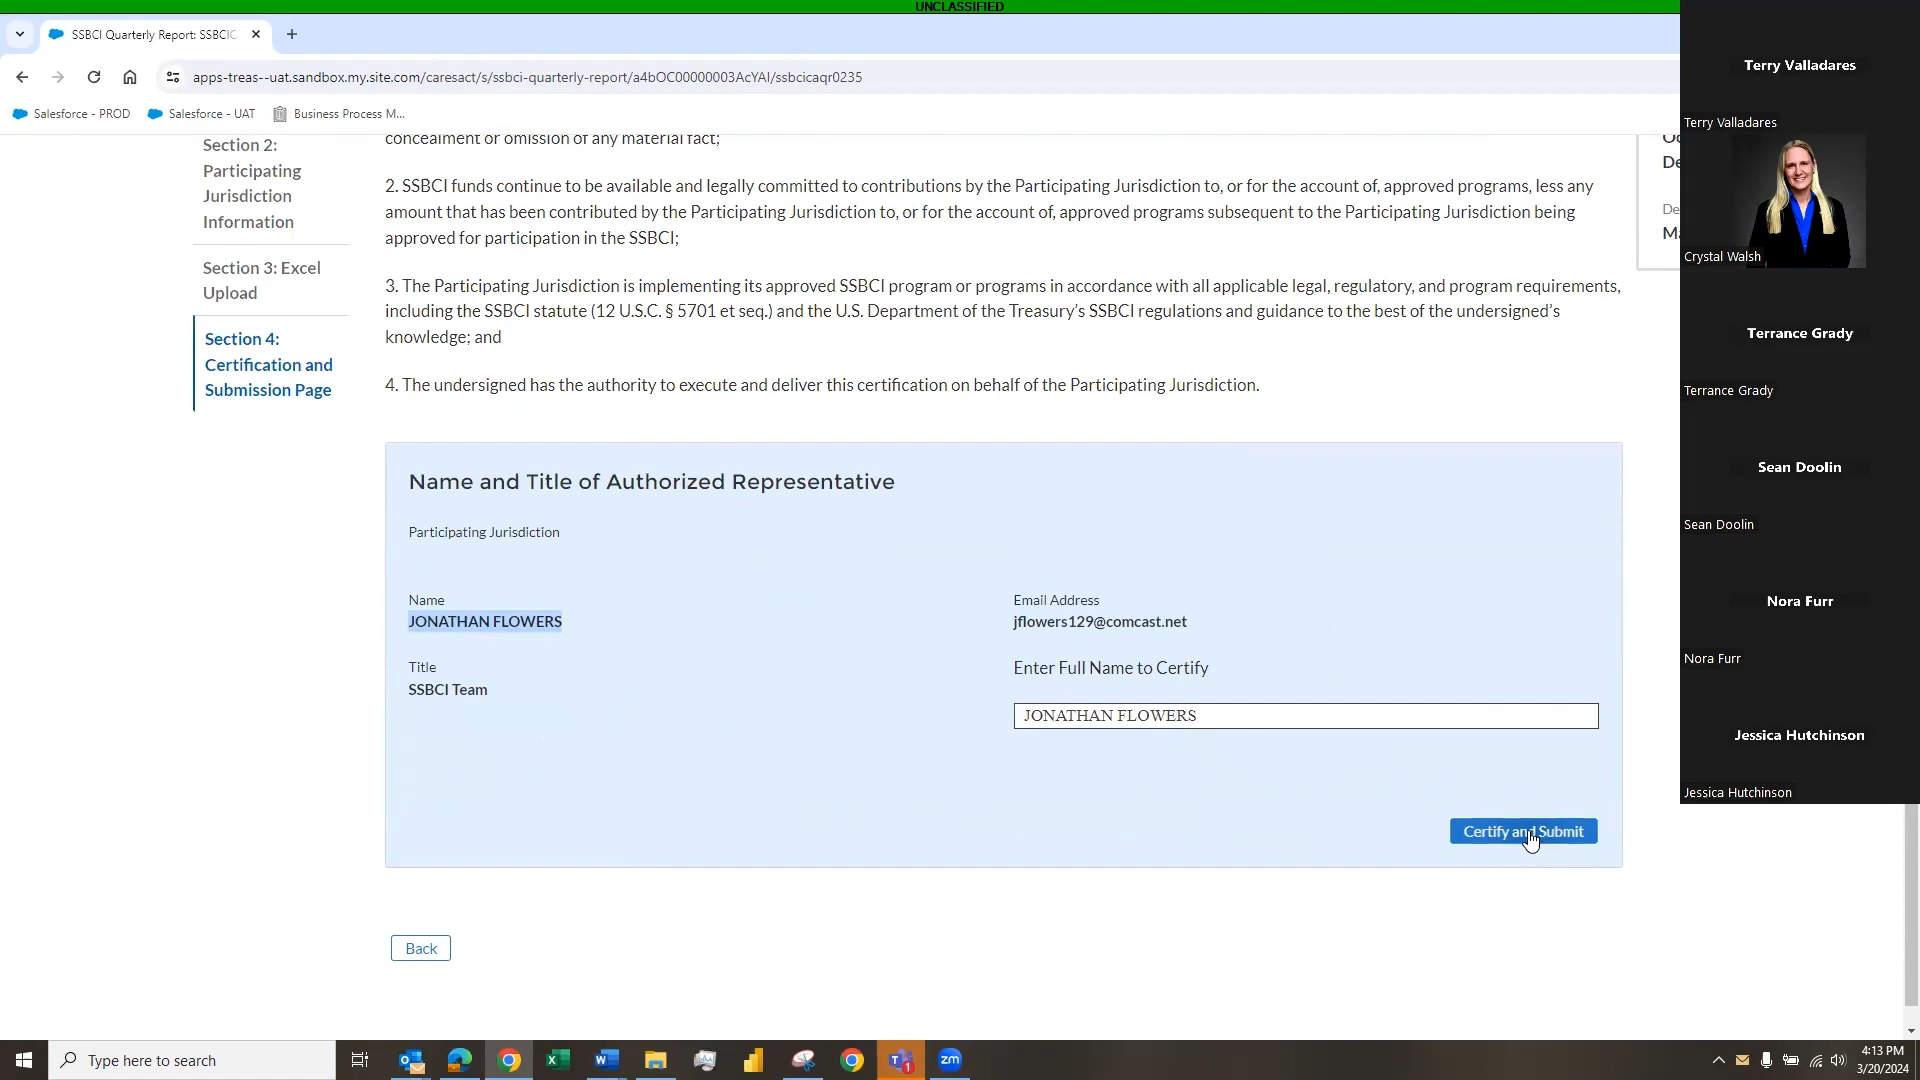 UNCLASSIFIED
SSBCI Quarterly Report: SSBCIC
apps-treas--uat.sandbox.my.site.com/caresact/s/ssbci-quarterly-report/a4bOC00000003AcYAI/ssbcicaqr0235
Salesforce - PROD
Salesforce - UAT
Business Process M...
Section 2:
Participating
Jurisdiction
Information
Section 3: Excel
Upload
Section 4:
Certification and
Submission Page
concealment or omission of any material fact;
2. SSBCI funds continue to be available and legally committed to contributions by the Participating Jurisdiction to, or for the account of, approved programs, less any
amount that has been contributed by the Participating Jurisdiction to, or for the account of, approved programs subsequent to the Participating Jurisdiction being
approved for participation in the SSBCI;
3. The Participating Jurisdiction is implementing its approved SSBCI program or programs in accordance with all applicable legal, regulatory, and program requirements,
including the SSBCI statute (12 U.S.C. § 5701 et seq.) and the U.S. Department of the Treasury’s SSBCI regulations and guidance to the best of the undersigned’s
knowledge; and
4. The undersigned has the authority to execute and deliver this certification on behalf of the Participating Jurisdiction.
Name and Title of Authorized Representative
Participating Jurisdiction
Name
JONATHAN FLOWERS
Email Address
jflowers129@comcast.net
Title
SSBCI Team
Enter Full Name to Certify
JONATHAN FLOWERS
Certify and Submit
Back
De
Terry Valladares
Terry Valladares
Crystal Walsh
Terrance Grady
Terrance Grady
Sean Doolin
Sean Doolin
Nora Furr
Nora Furr
Jessica Hutchinson
Jessica Hutchinson
Type here to search
zm
4:13 PM
3/20/2024